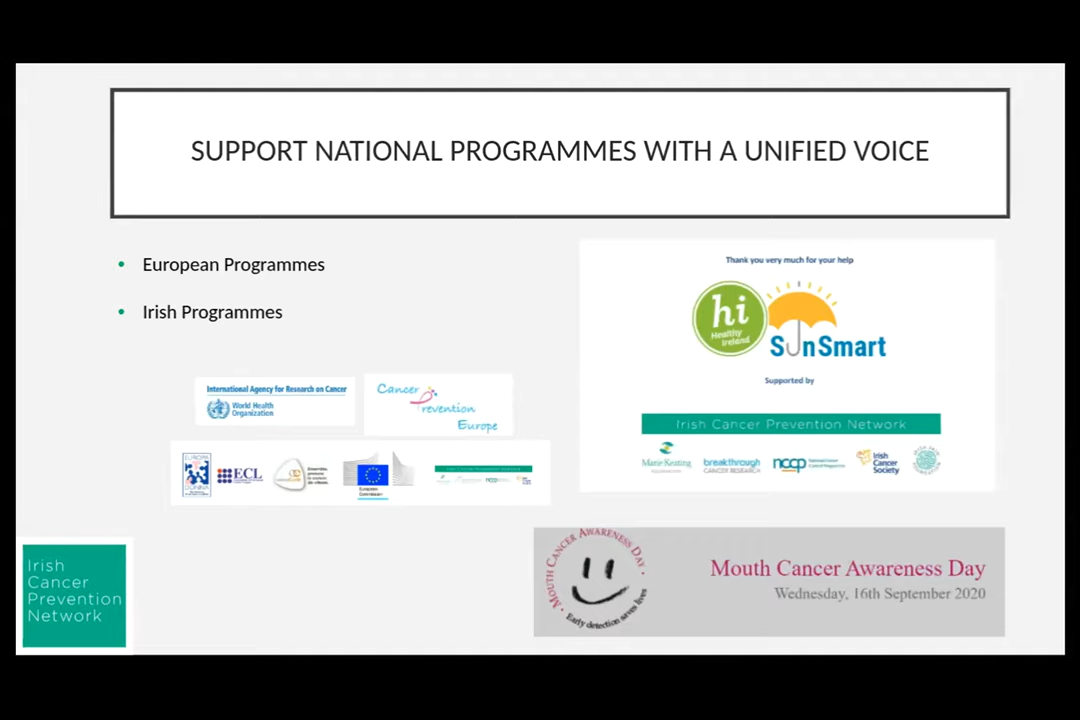 SUPPORT NATIONAL PROGRAMMES WITH A UNIFIED VOICE
• European Programmes
• Irish Programmes
International Agency for Research on Cancer
World Health
Organization
Cancer
Prevention
Europe
EUROPA
DONNA
ECL
European
Commission
Thank you very much for your help
hi
Healthy
Ireland
SunSmart
Supported by
Irish Cancer Prevention Network
Marie Keating
breakthrough
CANCER RESEARCH
nccp
Irish
Cancer
Society
Irish
Cancer
Prevention
Network
MOUTH CANCER AWARENESS DAY
Early detection saves lives
Mouth Cancer Awareness Day
Wednesday, 16th September 2020